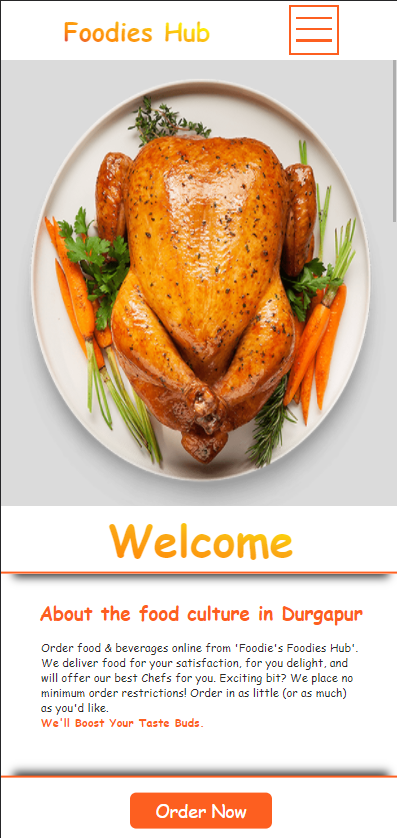 Foodies Hub
Welcome
About the food culture in Durgapur
Order food & beverages online from 'Foodie's Foodies Hub'.
We deliver food for your satisfaction, for you delight, and
will offer our best Chefs for you. Exciting bit? We place no
minimum order restrictions! Order in as little (or as much)
as you'd like.
We'll Boost Your Taste Buds.
Order Now